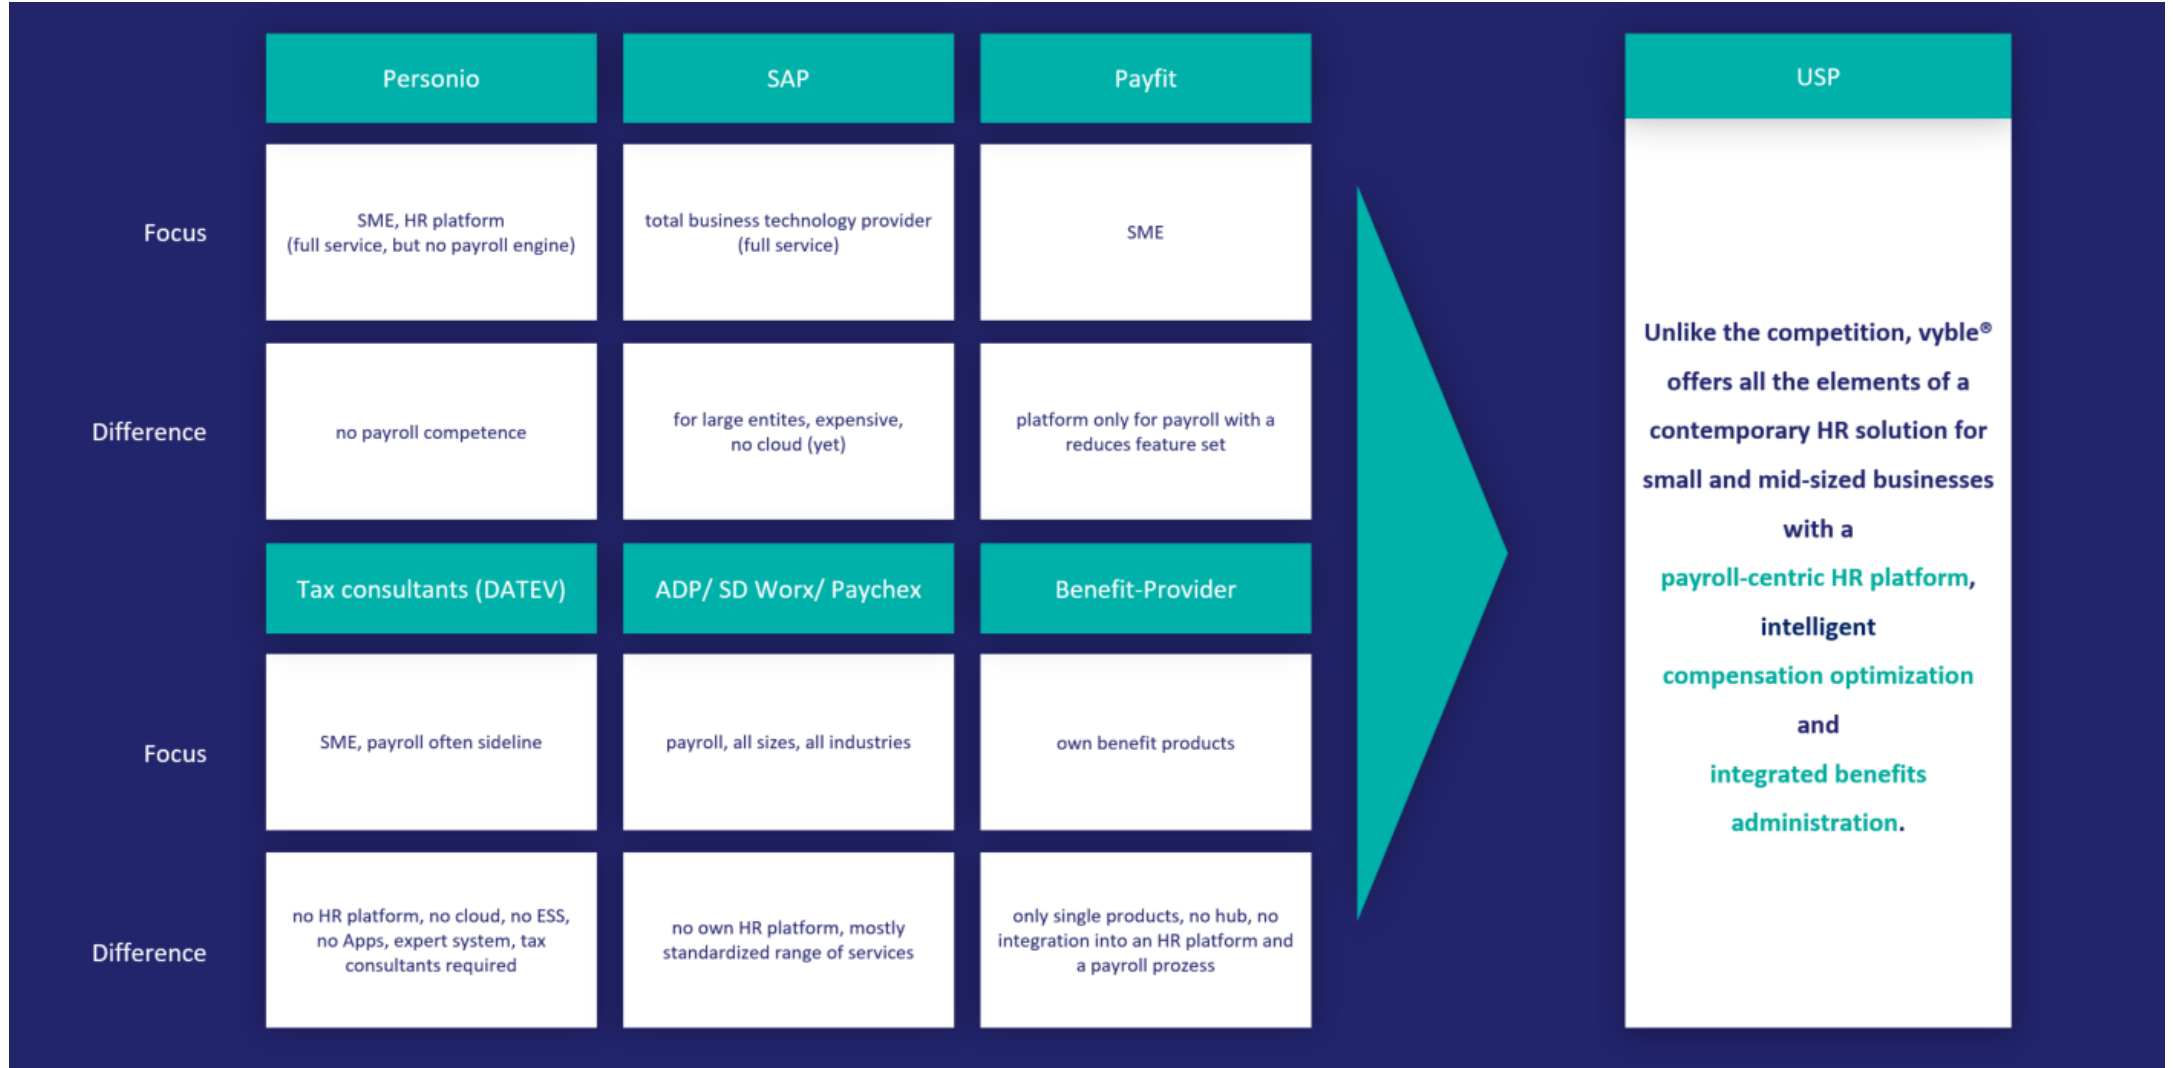 Personio
SAP
Payfit
Focus
SME, HR platform
(full service, but no payroll engine)
total business technology provider
(full service)
SME
Difference
no payroll competence
for large entites, expensive,
no cloud (yet)
platform only for payroll with a
reduces feature set
Tax consultants (DATEV)
ADP/ SD Worx/ Paychex
Benefit-Provider
Focus
SME, payroll often sideline
payroll, all sizes, all industries
own benefit products
Difference
no HR platform, no cloud, no ESS,
no Apps, expert system, tax
consultants required
no own HR platform, mostly
standardized range of services
only single products, no hub, no
integration into an HR platform and
a payroll prozess
USP
Unlike the competition, vyble®
offers all the elements of a
contemporary HR solution for
small and mid-sized businesses
with a
payroll-centric HR platform,
intelligent
compensation optimization
and
integrated benefits
administration.